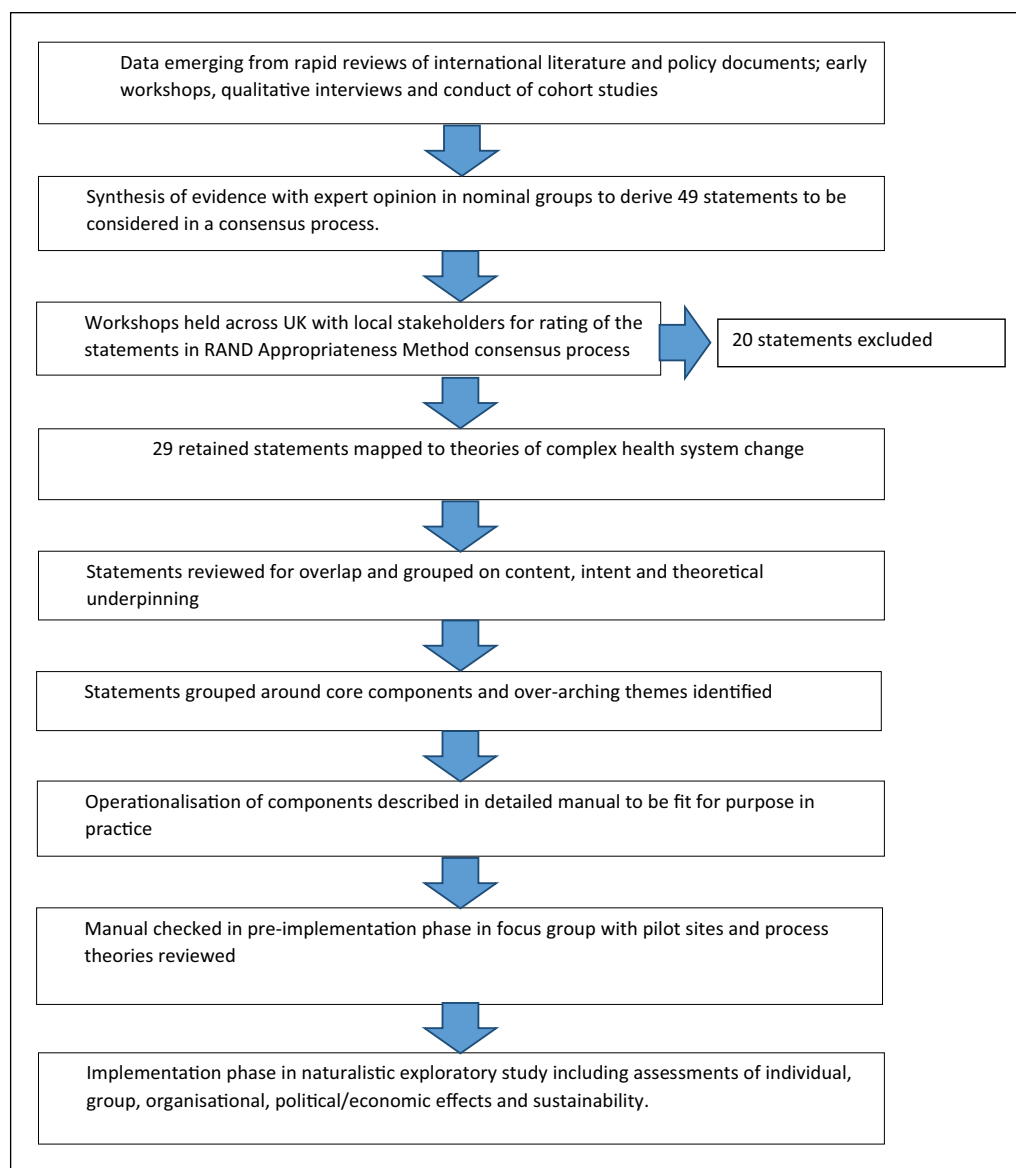 Data emerging from rapid reviews of international literature and policy documents; early
workshops, qualitative interviews and conduct of cohort studies
Synthesis of evidence with expert opinion in nominal groups to derive 49 statements to be
considered in a consensus process.
Workshops held across UK with local stakeholders for rating of the
statements in RAND Appropriateness Method consensus process
20 statements excluded
29 retained statements mapped to theories of complex health system change
Statements reviewed for overlap and grouped on content, intent and theoretical
underpinning
Statements grouped around core components and over-arching themes identified
Operationalisation of components described in detailed manual to be fit for purpose in
practice
Manual checked in pre-implementation phase in focus group with pilot sites and process
theories reviewed
Implementation phase in naturalistic exploratory study including assessments of individual,
group, organisational, political/economic effects and sustainability.